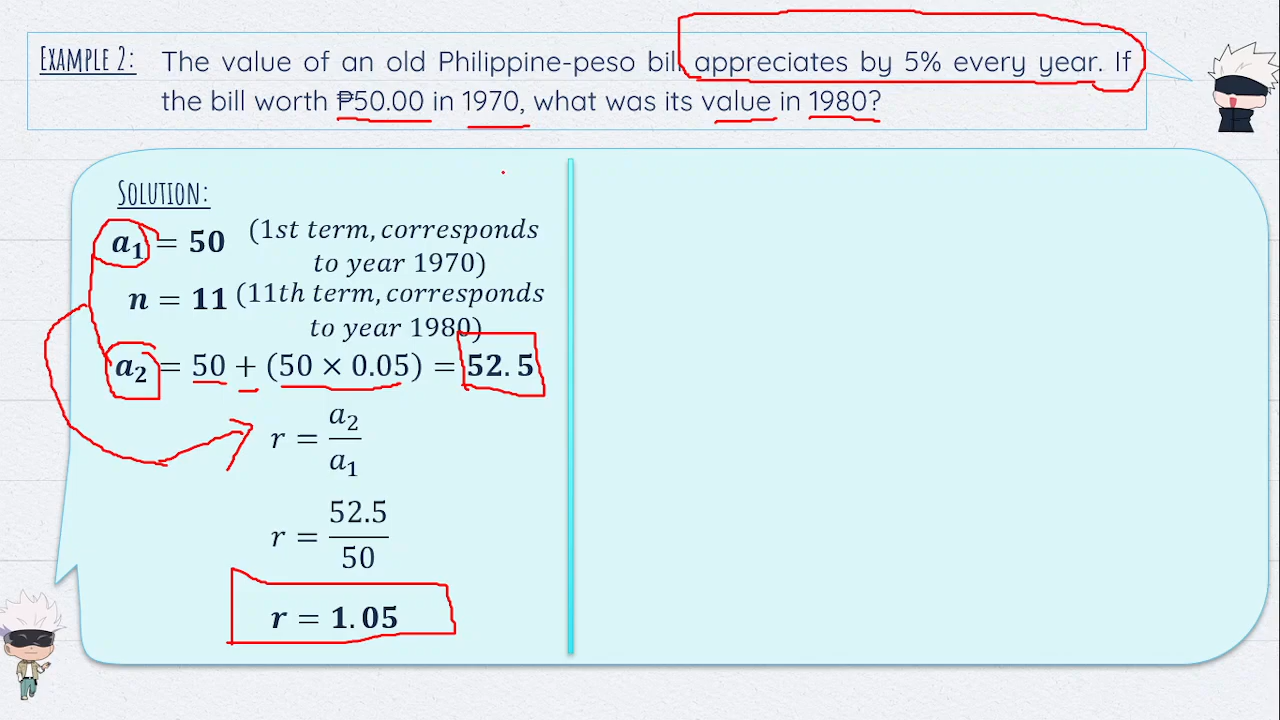 EXAMPLE 2: The value of an old Philippine-peso bill appreciates by 5% every year. If
the bill worth ₱50.00 in 1970, what was its value in 1980?
SOLUTION:
a₁ = 50 (1st term, corresponds
to year 1970)
n = 11 (11th term, corresponds
to year 1980)
a₂ = 50 + (50 × 0.05) = 52.5
r = a₂/a₁
r = 52.5/50
r = 1.05